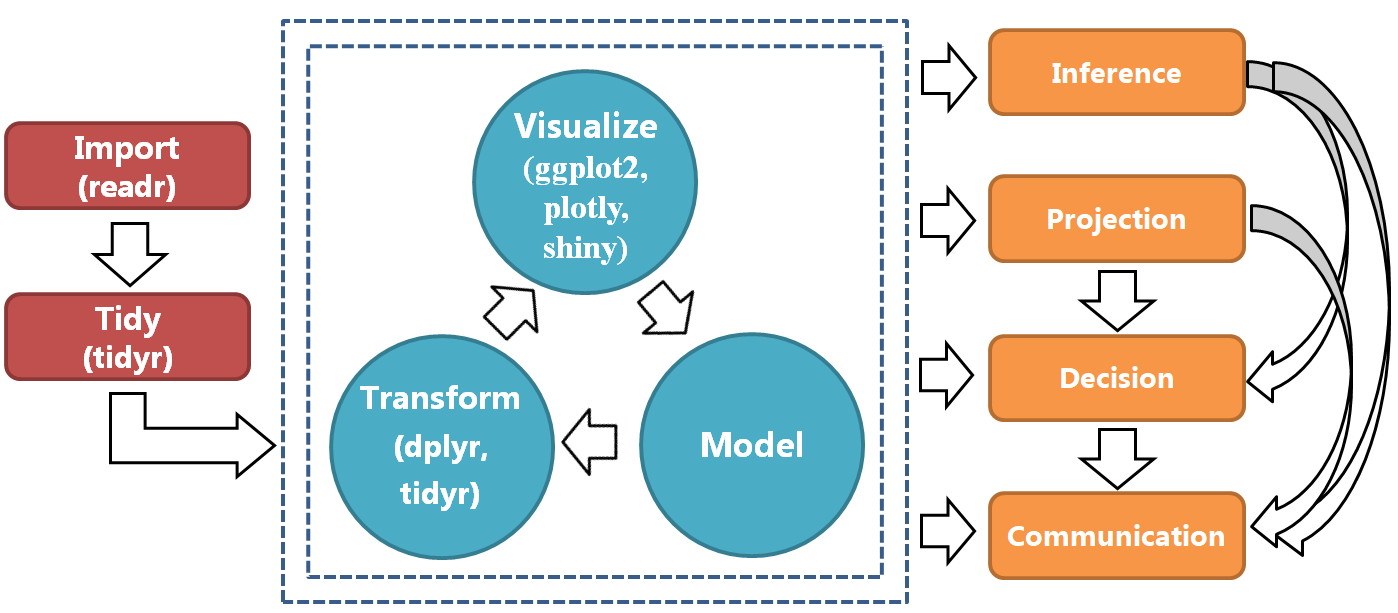 Import
(readr)
Tidy
(tidyr)
Visualize
(ggplot2,
plotly,
shiny)
Transform
(dplyr,
tidyr)
Model
Inference
Projection
Decision
Communication